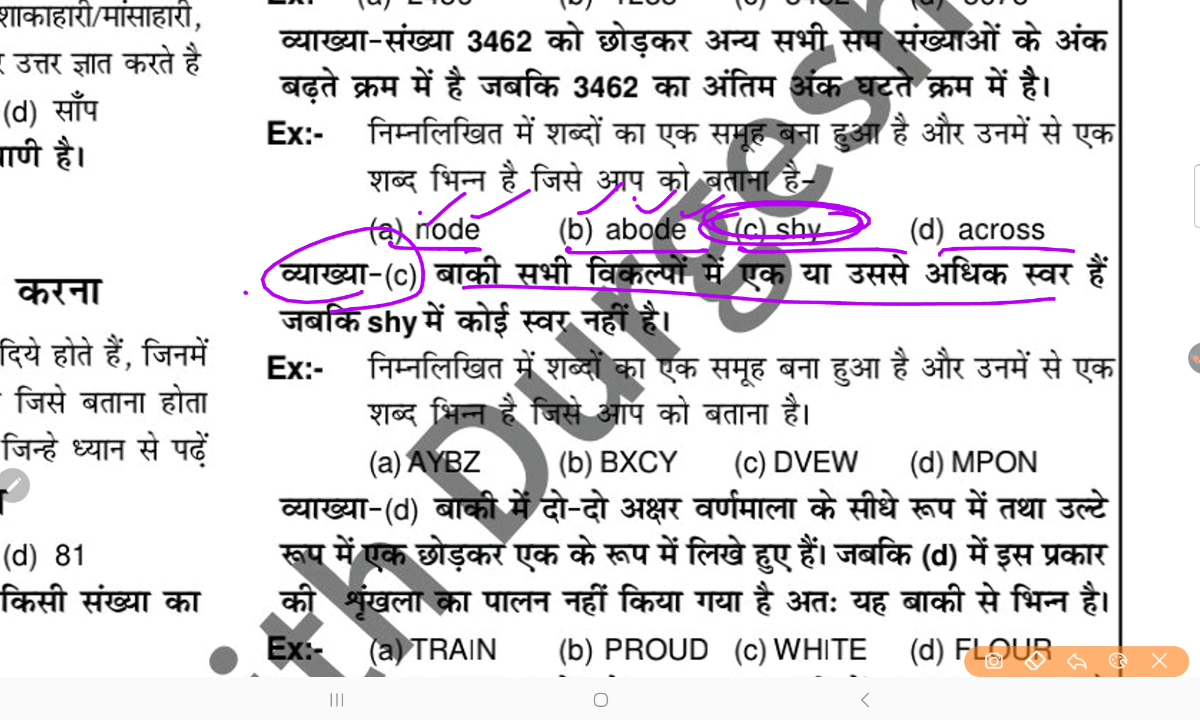 शाकाहारी/मांसाहारी,
उत्तर ज्ञात करते है
(d) साँप
है।
करना
दिये होते हैं, जिनमें
जिसे बताना होता
जिन्हे ध्यान से पढ़ें
(d) 81
किसी संख्या का
व्याख्या-संख्या 3462 को छोड़कर अन्य सभी सम संख्याओं के अंक
बढ़ते क्रम में है जबकि 3462 का अंतिम अंक घटते क्रम में है।
Ex:- निम्नलिखित में शब्दों का एक समूह बना हुआ है और उनमें से एक
शब्द भिन्न है जिसे आप को बताना है-
(a) node (b) abode (c) shy (d) across
व्याख्या-(c) बाकी सभी विकल्पों में एक या उससे अधिक स्वर हैं
जबकि shy में कोई स्वर नहीं है।
Ex:- निम्नलिखित में शब्दों का एक समूह बना हुआ है और उनमें से एक
शब्द भिन्न है जिसे आप को बताना है।
(a) AYBZ (b) BXCY (c) DVEW (d) MPON
व्याख्या-(d) बाकी में दो-दो अक्षर वर्णमाला के सीधे रूप में तथा उल्टे
रूप में एक छोड़कर एक के रूप में लिखे हुए हैं। जबकि (d) में इस प्रकार
की शृंखला का पालन नहीं किया गया है अतः यह बाकी से भिन्न है।
Ex:- (a) TRAIN (b) PROUD (c) WHITE (d) FLOUR
ith Durgesh